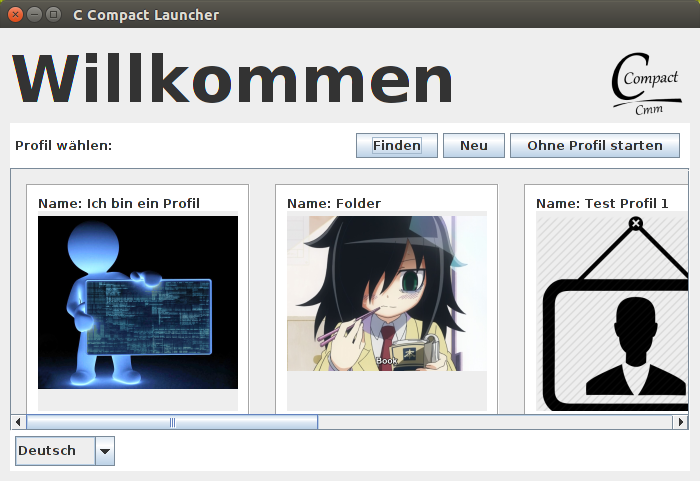 C Compact Launcher
Willkommen
Compact
Cmm
Profil wählen:
Finden
Neu
Ohne Profil starten
Name: Ich bin ein Profil
Name: Folder
Name: Test Profil 1
Book
Deutsch